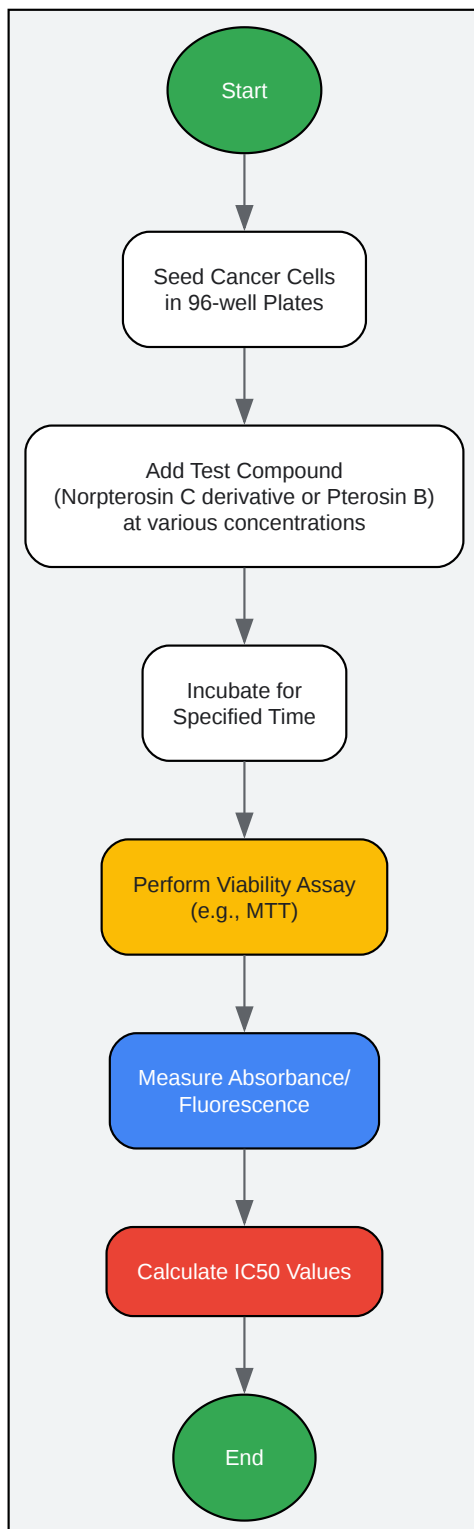 Start
Seed Cancer Cells
in 96-well Plates
Add Test Compound
(Norpterosin C derivative or Pterosin B)
at various concentrations
Incubate for
Specified Time
Perform Viability Assay
(e.g., MTT)
Measure Absorbance/
Fluorescence
Calculate IC50 Values
End